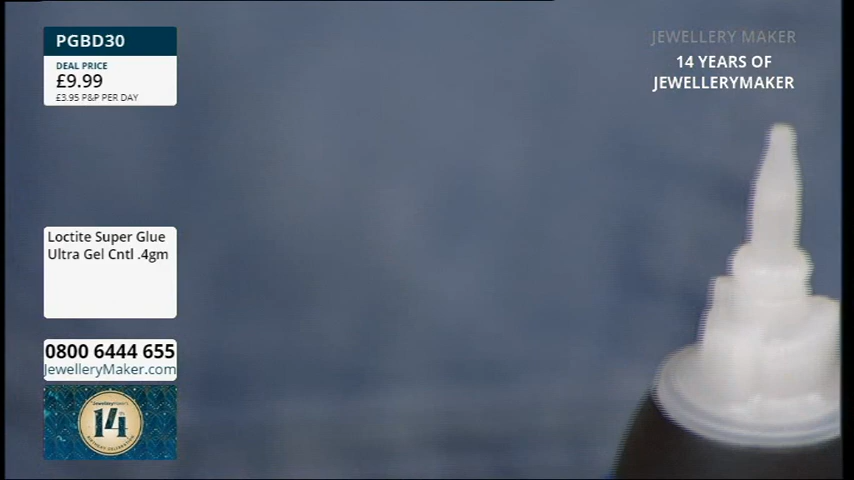 PGBD30
DEAL PRICE
£9.99
£3.95 P&P PER DAY
JEWELLERY MAKER
14 YEARS OF
JEWELLERYMAKER
Loctite Super Glue
Ultra Gel Cntl .4gm
0800 6444 655
JewelleryMaker.com
14